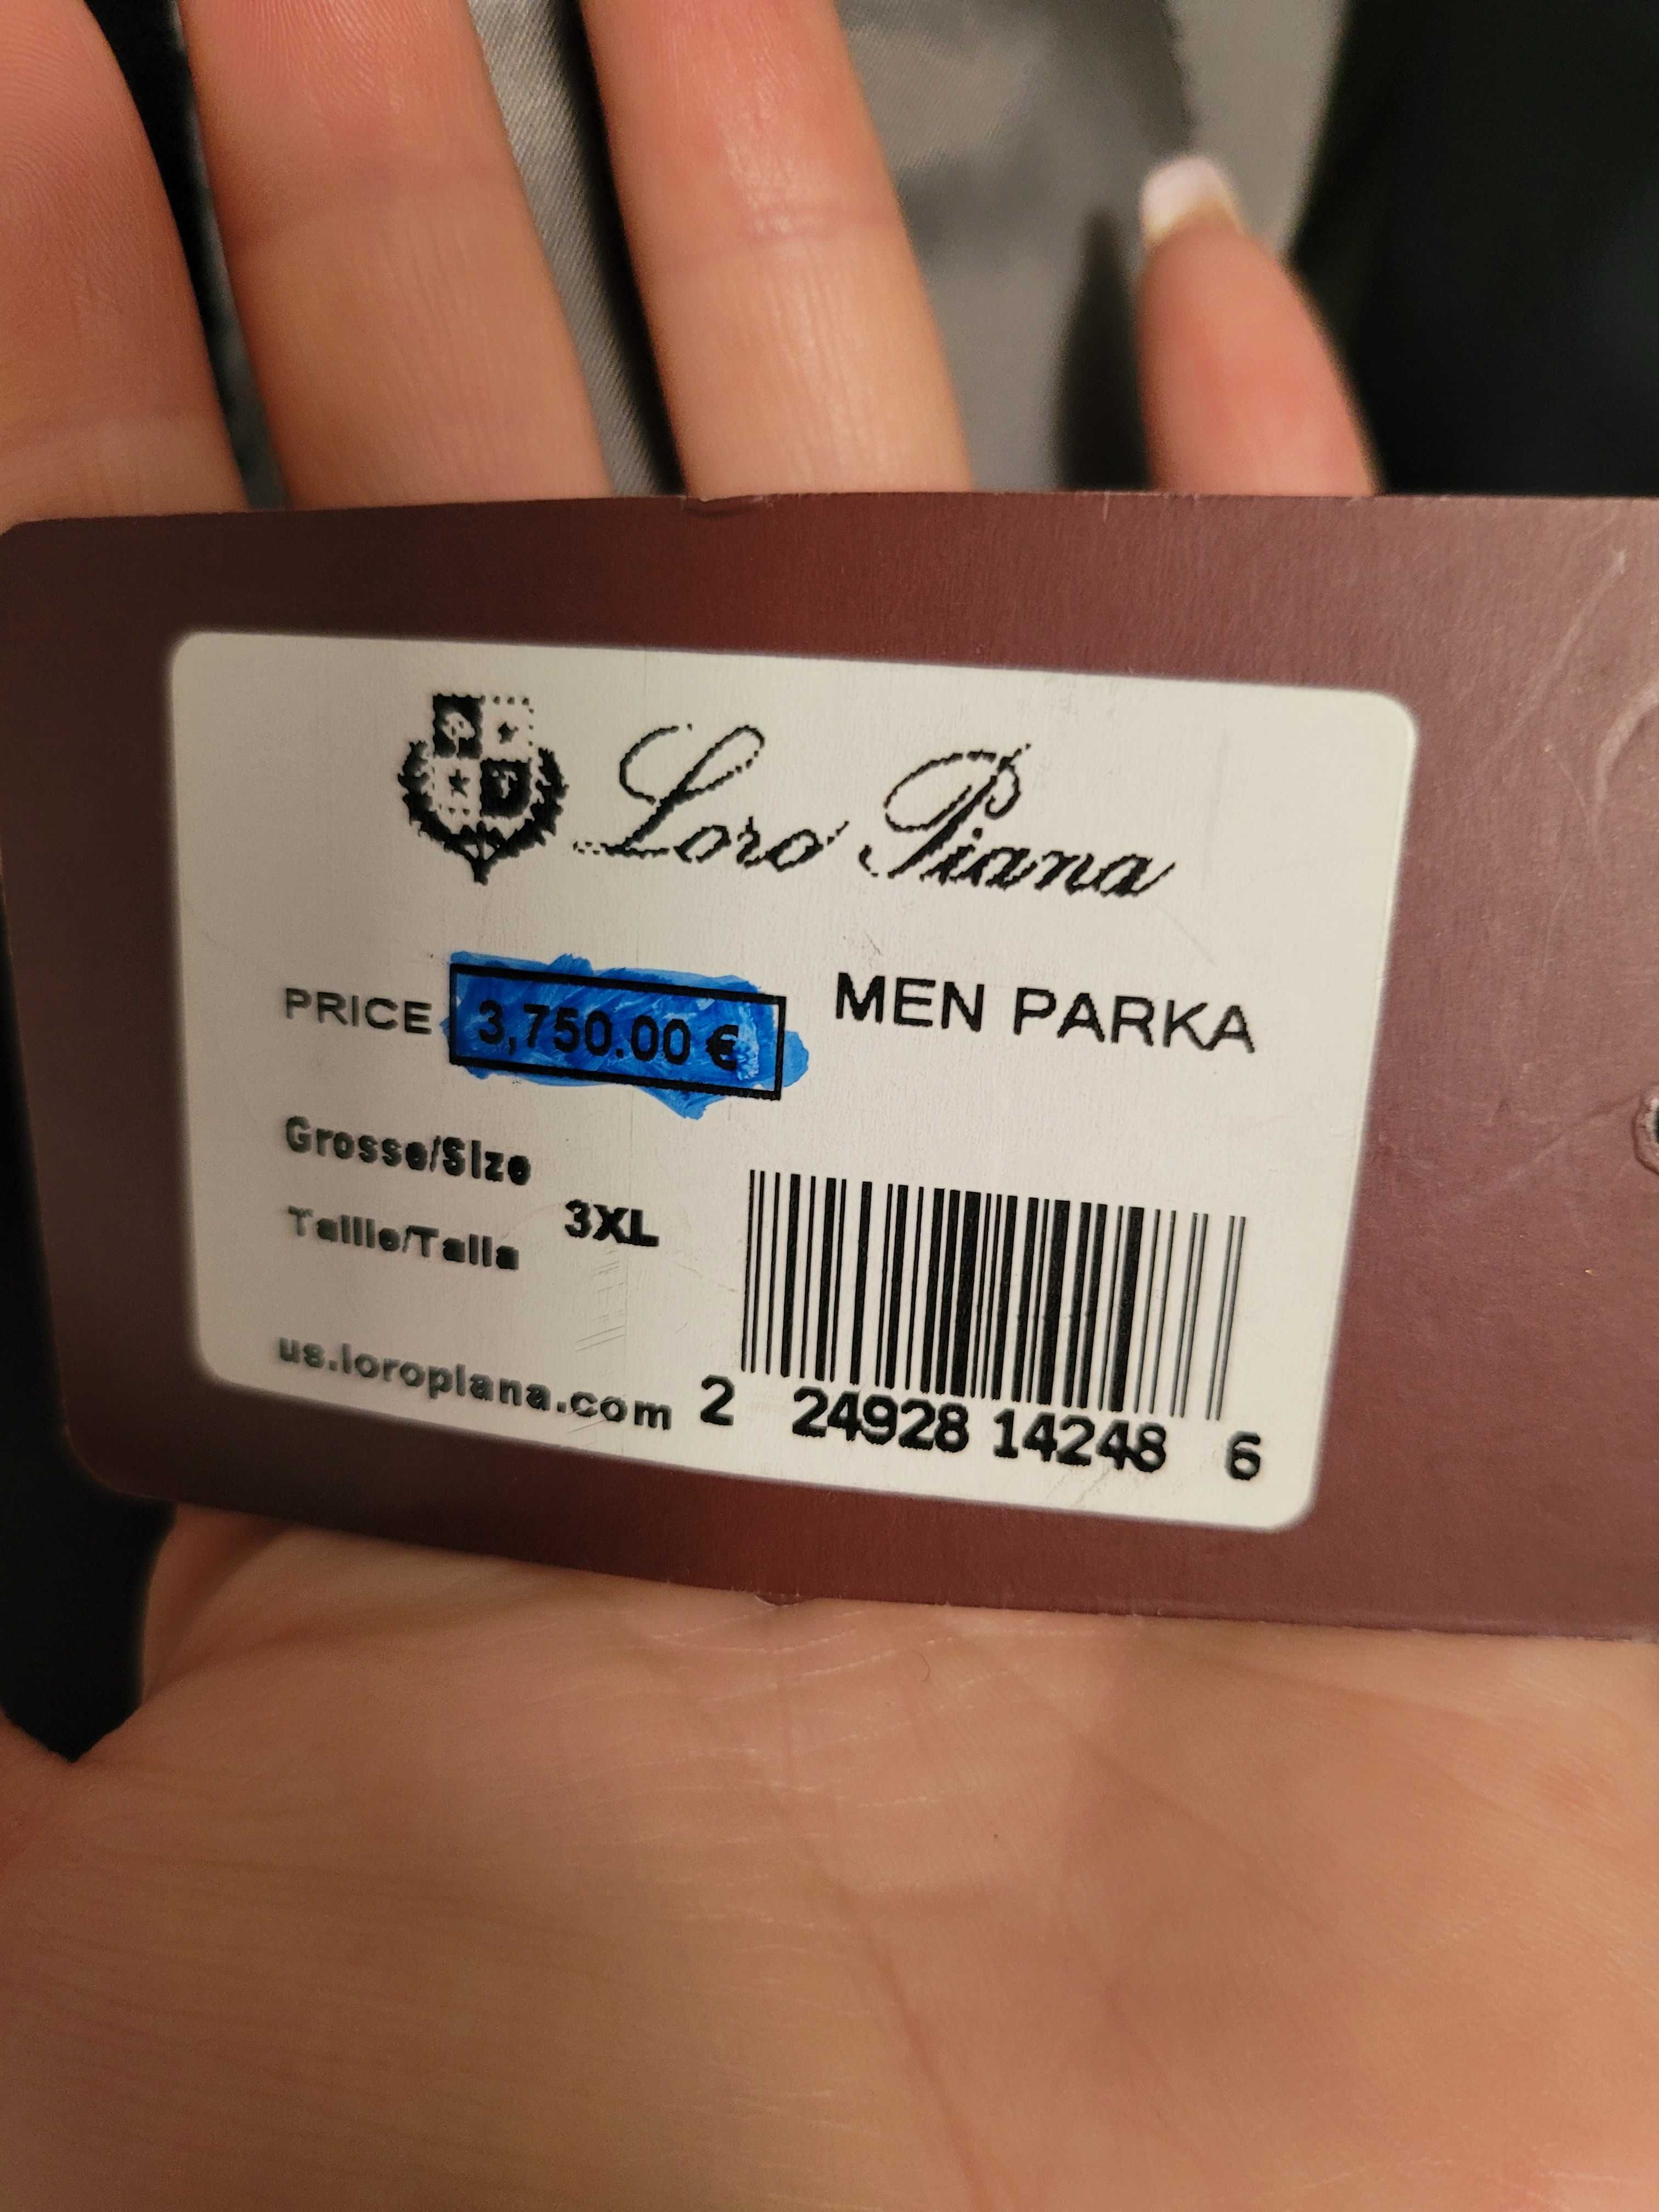 Loro Piana
PRICE 3,750.00 € MEN PARKA
Grosse/Size
Taille/Talla 3XL
us.loropiana.com
2 24928 14248 6